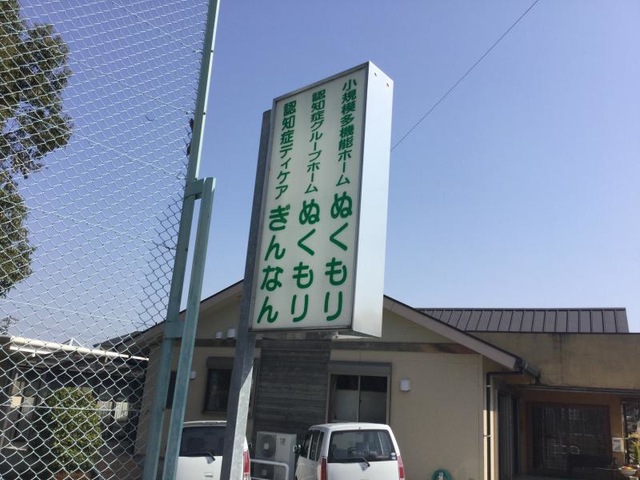 小規模多機能ホーム ぬくもり
認知症グループホーム ぬくもり
認知症デイケア ぎんなん